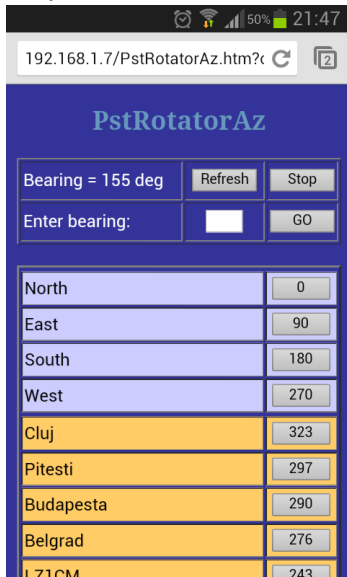 50% 21:47
192.168.1.7/PstRotatorAz.htm?c 2
PstRotatorAz
Bearing = 155 deg Refresh Stop
Enter bearing: GO
North 0
East 90
South 180
West 270
Cluj 323
Pitesti 297
Budapesta 290
Belgrad 276
LZ1CM 243